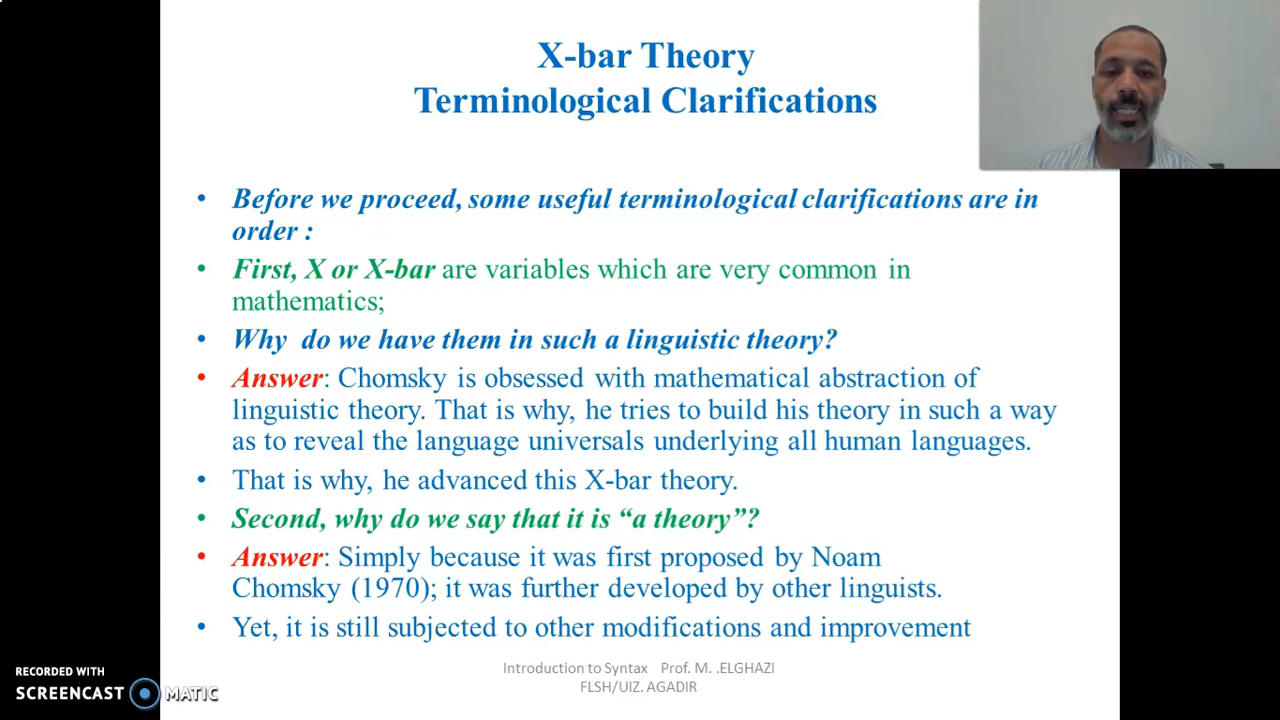 X-bar Theory
Terminological Clarifications
• Before we proceed, some useful terminological clarifications are in
order :
• First, X or X-bar are variables which are very common in
mathematics;
• Why do we have them in such a linguistic theory?
• Answer: Chomsky is obsessed with mathematical abstraction of
linguistic theory. That is why, he tries to build his theory in such a way
as to reveal the language universals underlying all human languages.
• That is why, he advanced this X-bar theory.
• Second, why do we say that it is “a theory”?
• Answer: Simply because it was first proposed by Noam
Chomsky (1970); it was further developed by other linguists.
• Yet, it is still subjected to other modifications and improvement
Introduction to Syntax Prof. M. .ELGHAZI
FLSH/UIZ. AGADIR
RECORDED WITH
SCREENCAST MATIC